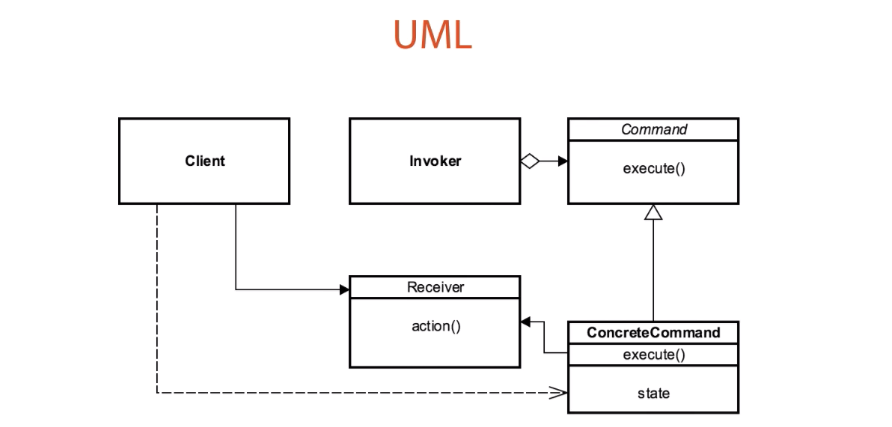 UML
Client
Invoker
Command
execute()
Receiver
action()
ConcreteCommand
execute()
state